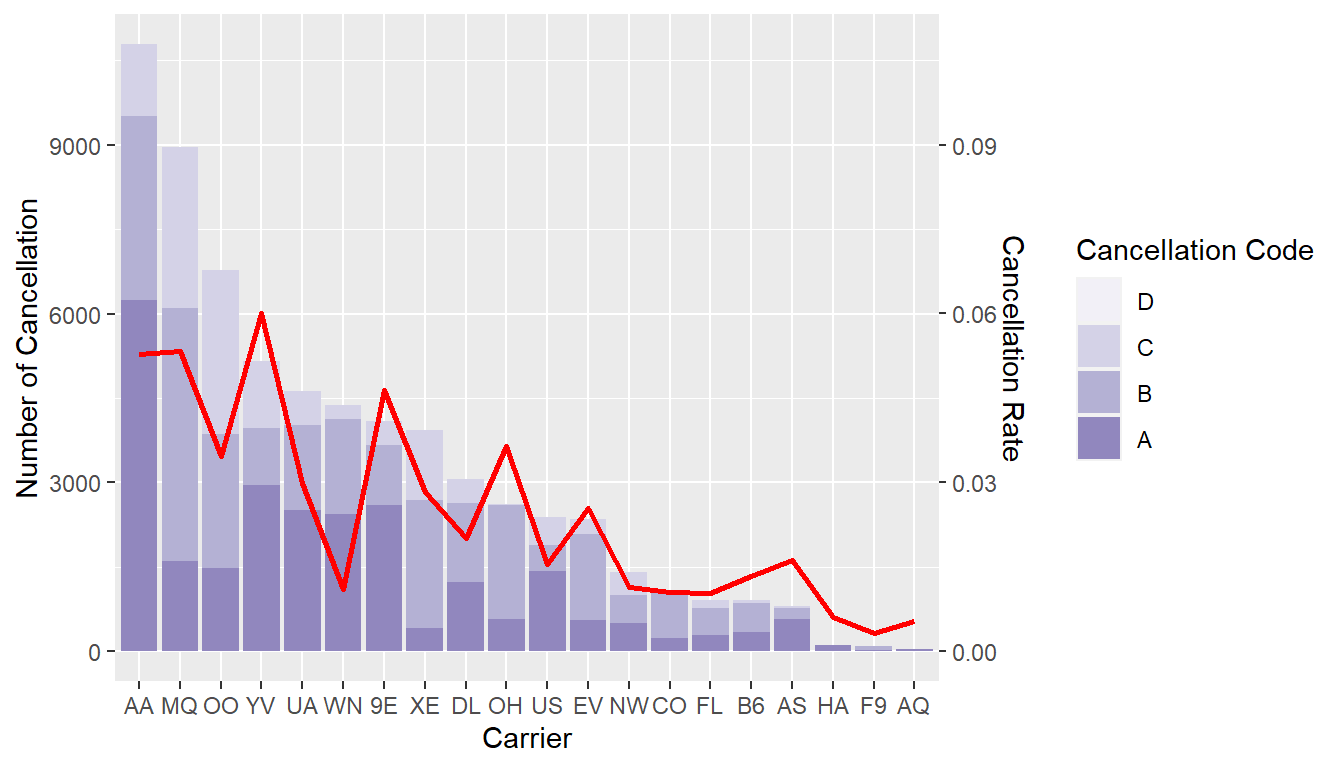 Number of Cancellation
9000
6000
3000
0
0.09
0.06
0.03
0.00
Cancellation Rate
AA MQ OO YV UA WN 9E XE DL OH US EV NW CO FL B6 AS HA F9 AQ
Carrier
Cancellation Code
D
C
B
A